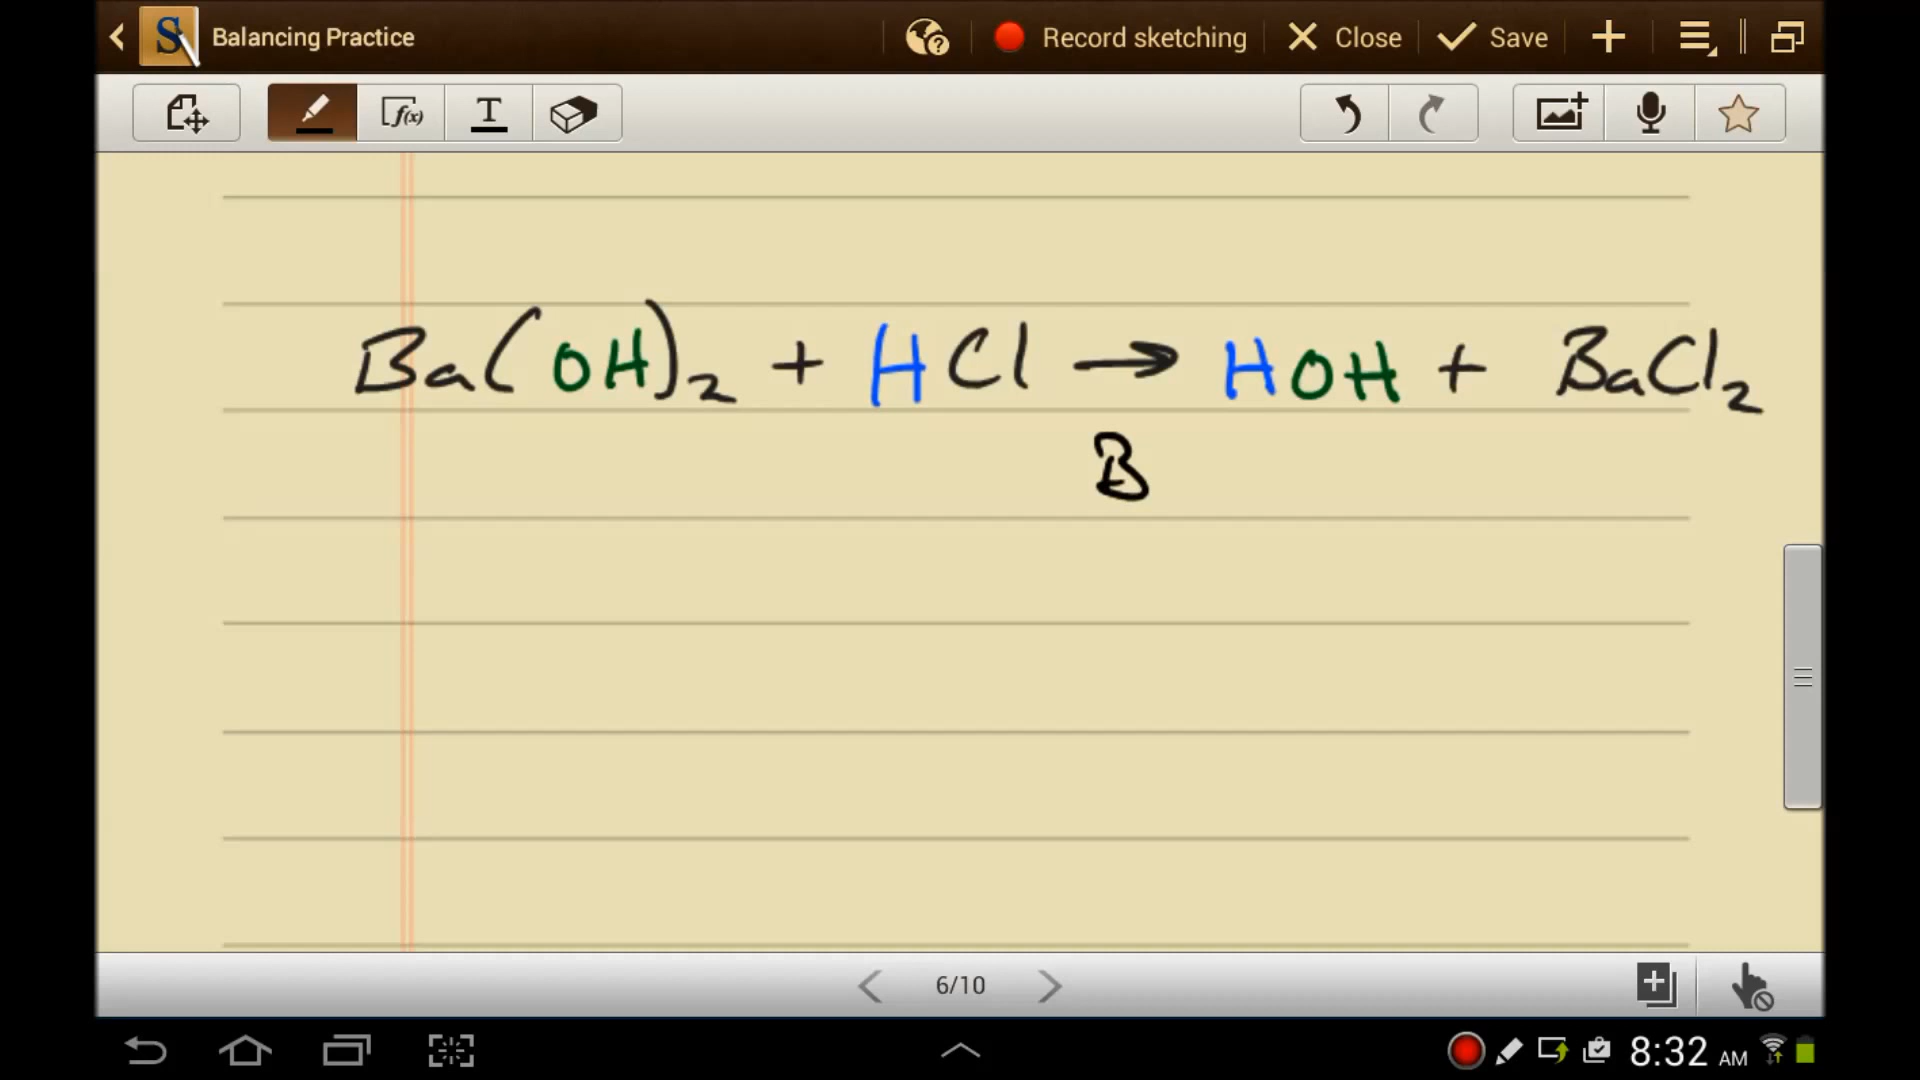 Balancing Practice
Record sketching
Close
Save
f(x)
T
Ba(OH)₂ + HCl → HOH + BaCl₂
B
6/10
8:32 AM